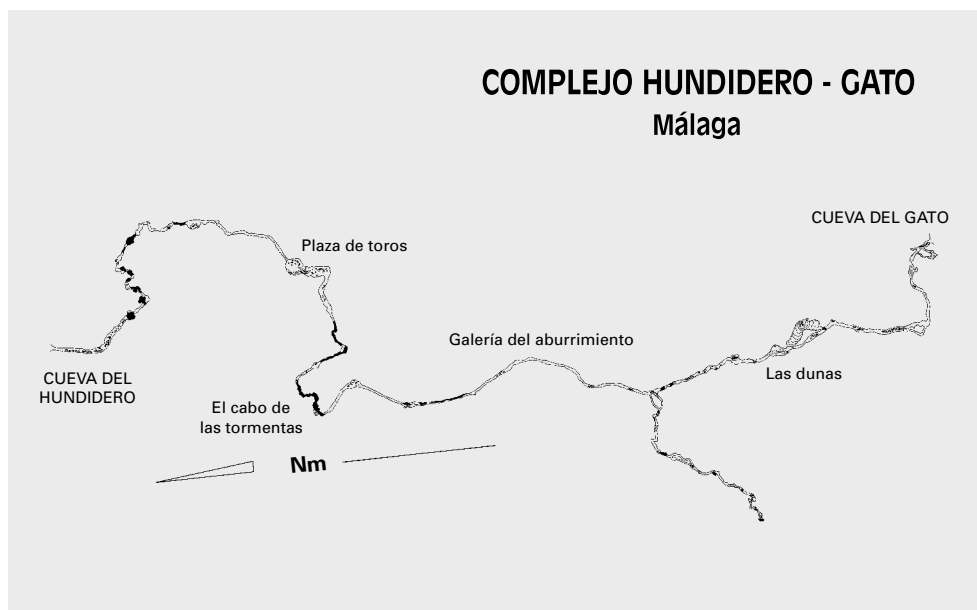 COMPLEJO HUNDIDERO - GATO
Málaga
CUEVA DEL GATO
Plaza de toros
Galería del aburrimiento
Las dunas
CUEVA DEL
HUNDIDERO
El cabo de
las tormentas
Nm